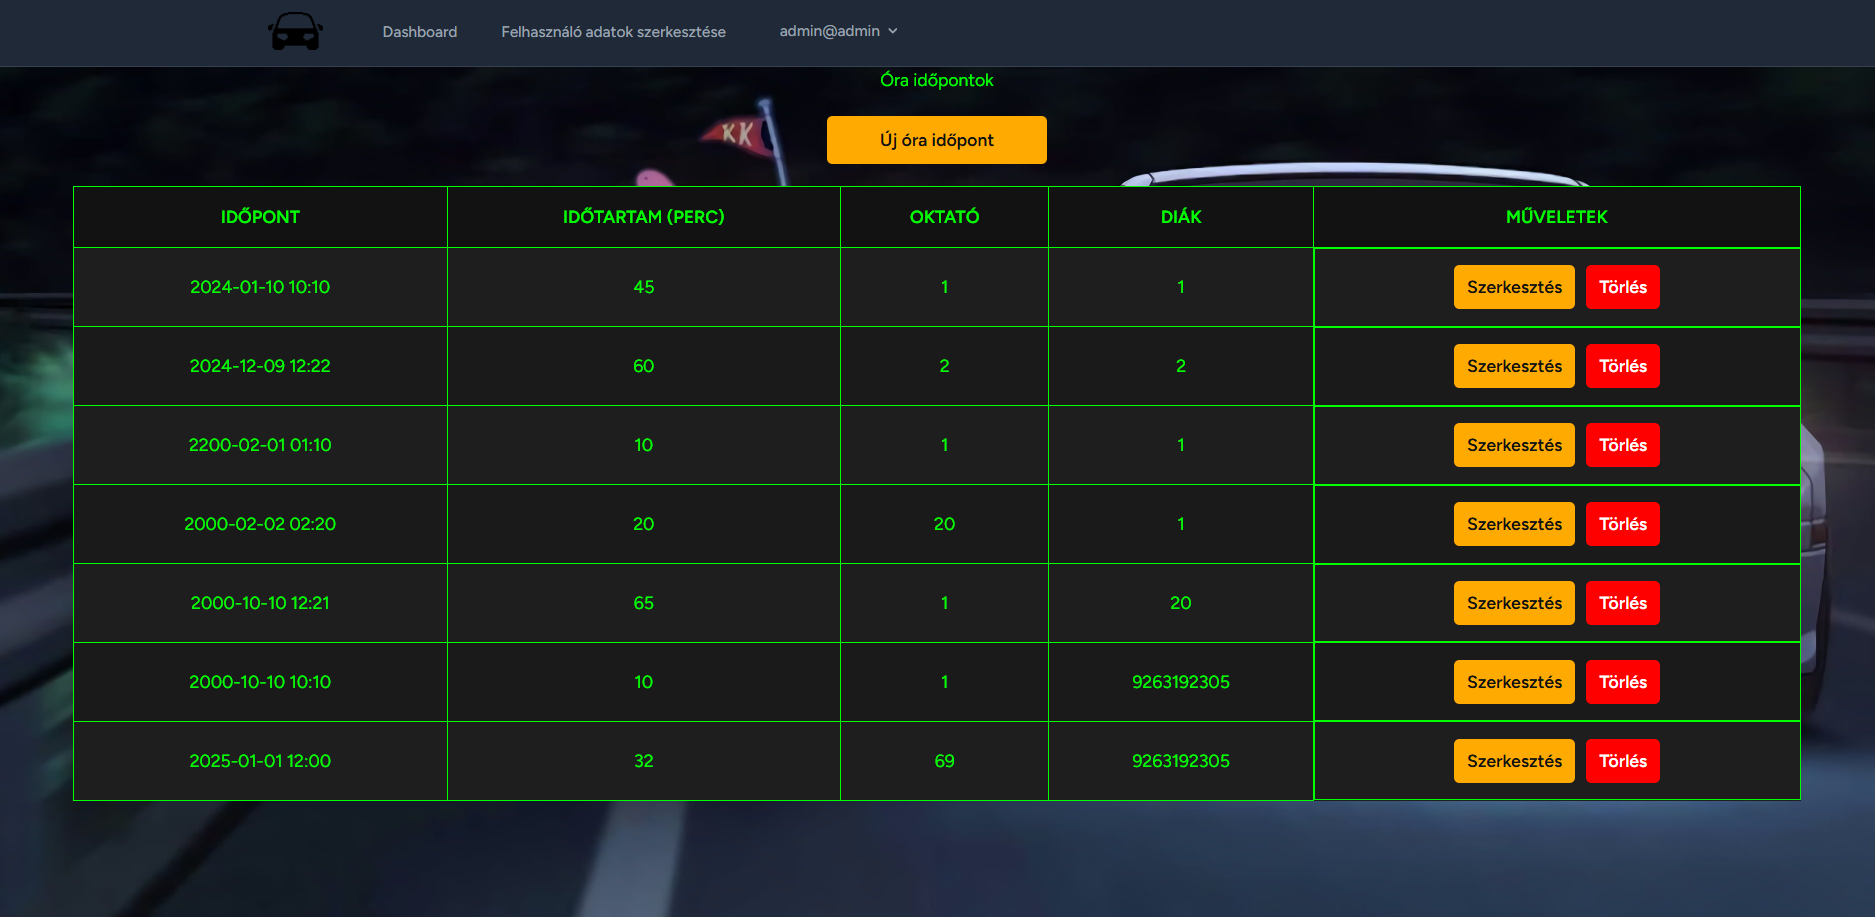 Dashboard Felhasználó adatok szerkesztése admin@admin
Óra időpontok
KK
Új óra időpont
IDŐPONT IDŐTARTAM (PERC) OKTATÓ DIÁK MŰVELETEK
2024-01-10 10:10 45 1 1 Szerkesztés Törlés
2024-12-09 12:22 60 2 2 Szerkesztés Törlés
2200-02-01 01:10 10 1 1 Szerkesztés Törlés
2000-02-02 02:20 20 20 1 Szerkesztés Törlés
2000-10-10 12:21 65 1 20 Szerkesztés Törlés
2000-10-10 10:10 10 1 9263192305 Szerkesztés Törlés
2025-01-01 12:00 32 69 9263192305 Szerkesztés Törlés